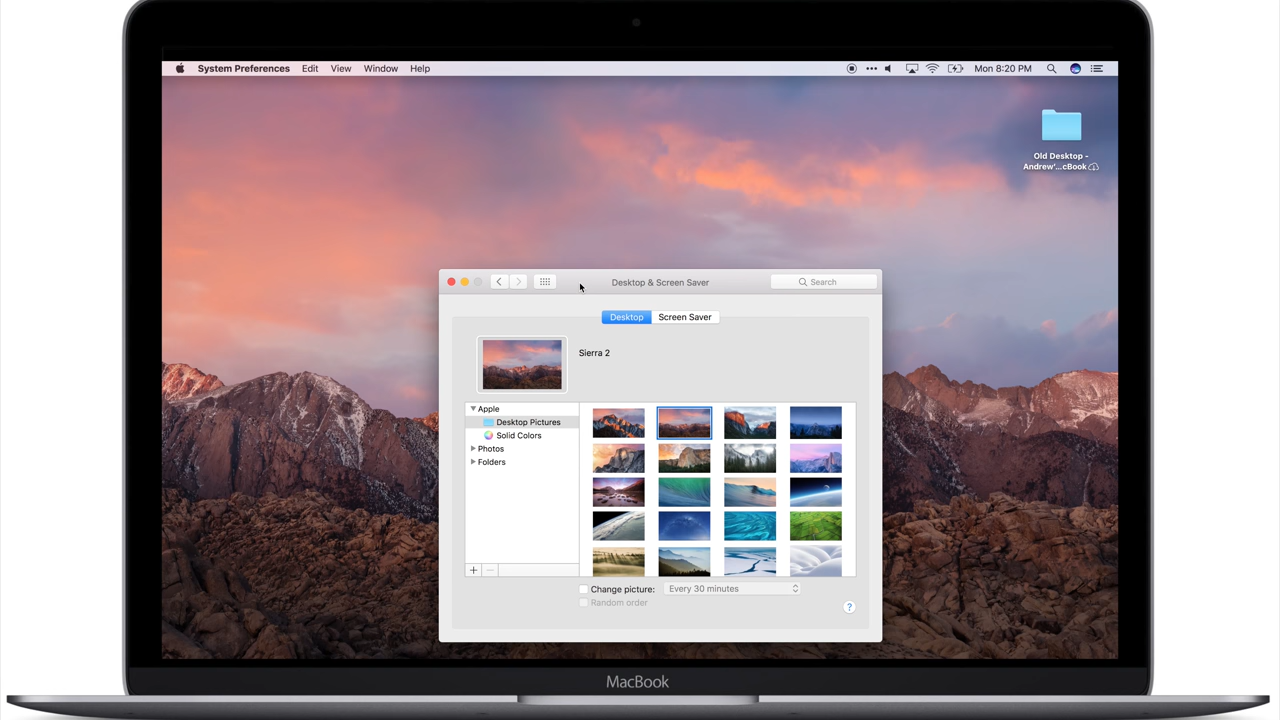 System Preferences Edit View Window Help Mon 8:20 PM
Old Desktop -
Andrew'...cBook
Desktop & Screen Saver Search
Desktop Screen Saver
Sierra 2
Apple
Desktop Pictures
Solid Colors
Photos
Folders
+ −
Change picture: Every 30 minutes
Random order
?
MacBook